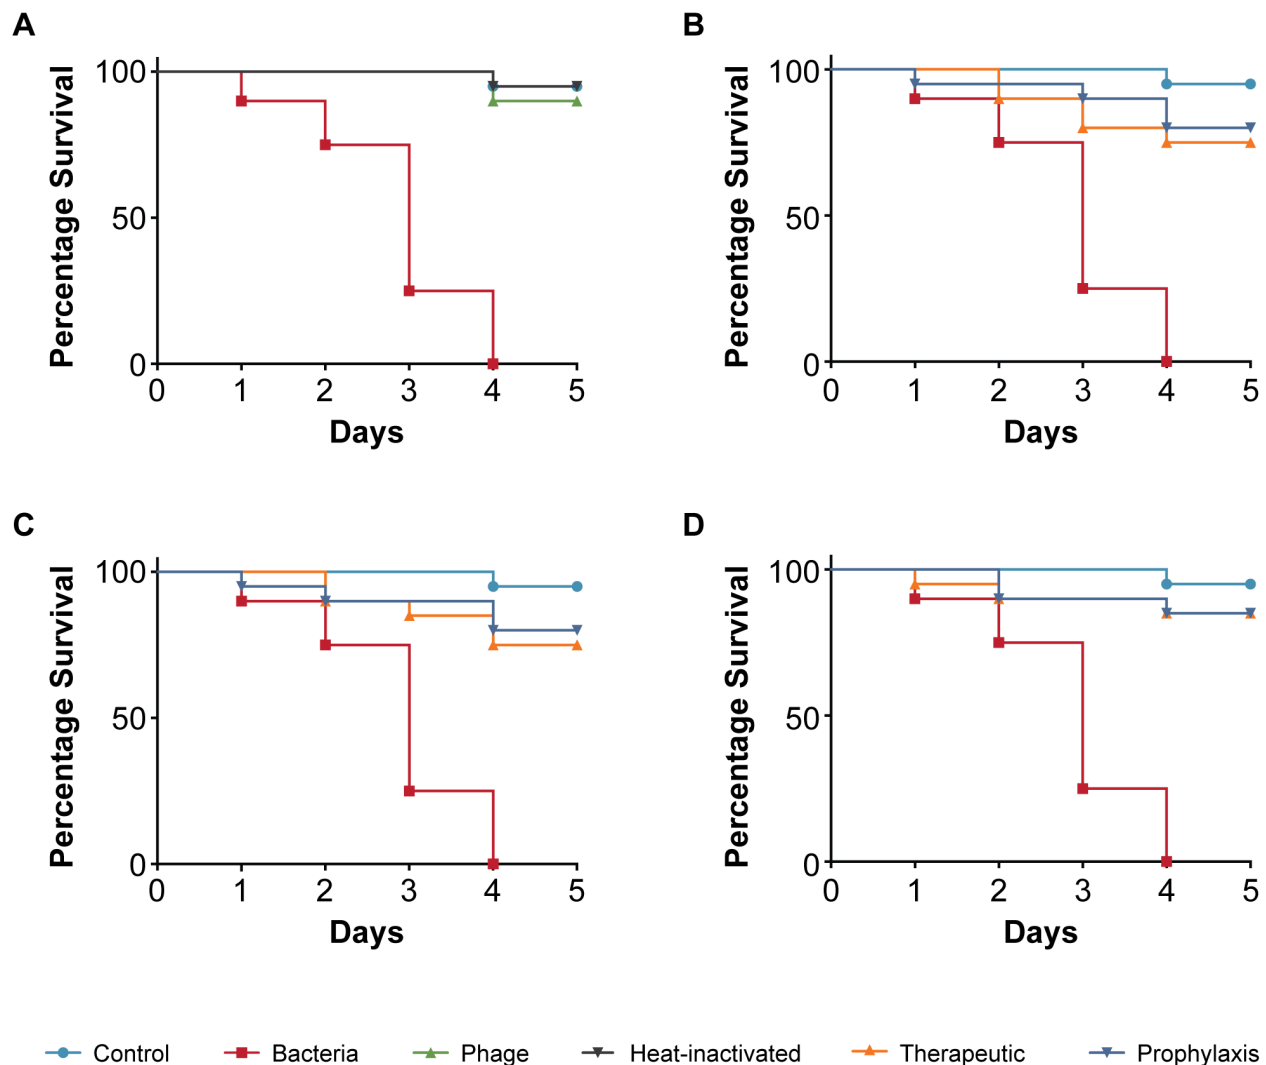 A
B
Percentage Survival
100
50
0
0 1 2 3 4 5
Days
Percentage Survival
100
50
0
0 1 2 3 4 5
Days
C
D
Percentage Survival
100
50
0
0 1 2 3 4 5
Days
Percentage Survival
100
50
0
0 1 2 3 4 5
Days
Control Bacteria Phage Heat-inactivated Therapeutic Prophylaxis